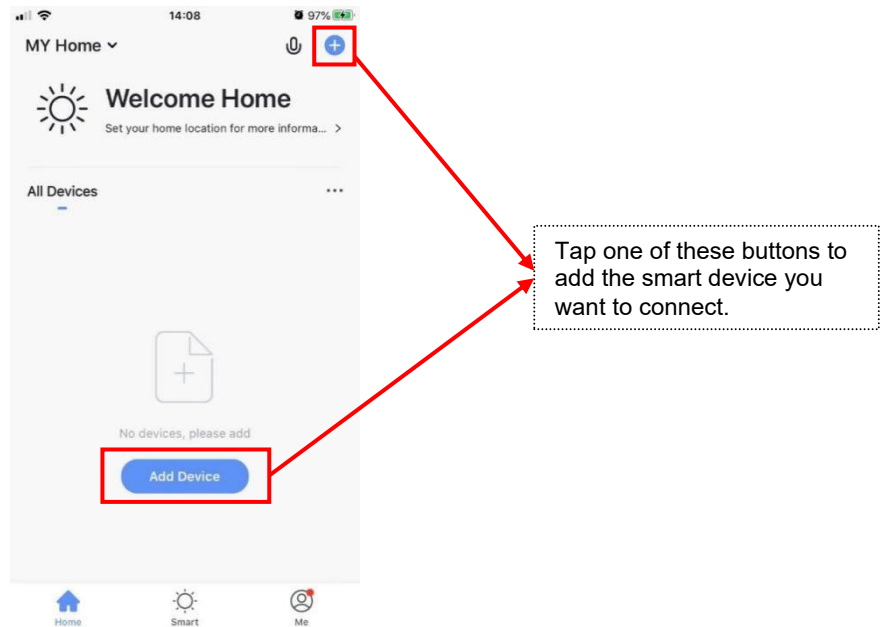 14:08
97%
MY Home
Welcome Home
Set your home location for more informa...
All Devices
Tap one of these buttons to
add the smart device you
want to connect.
No devices, please add
Add Device
Home Smart Me